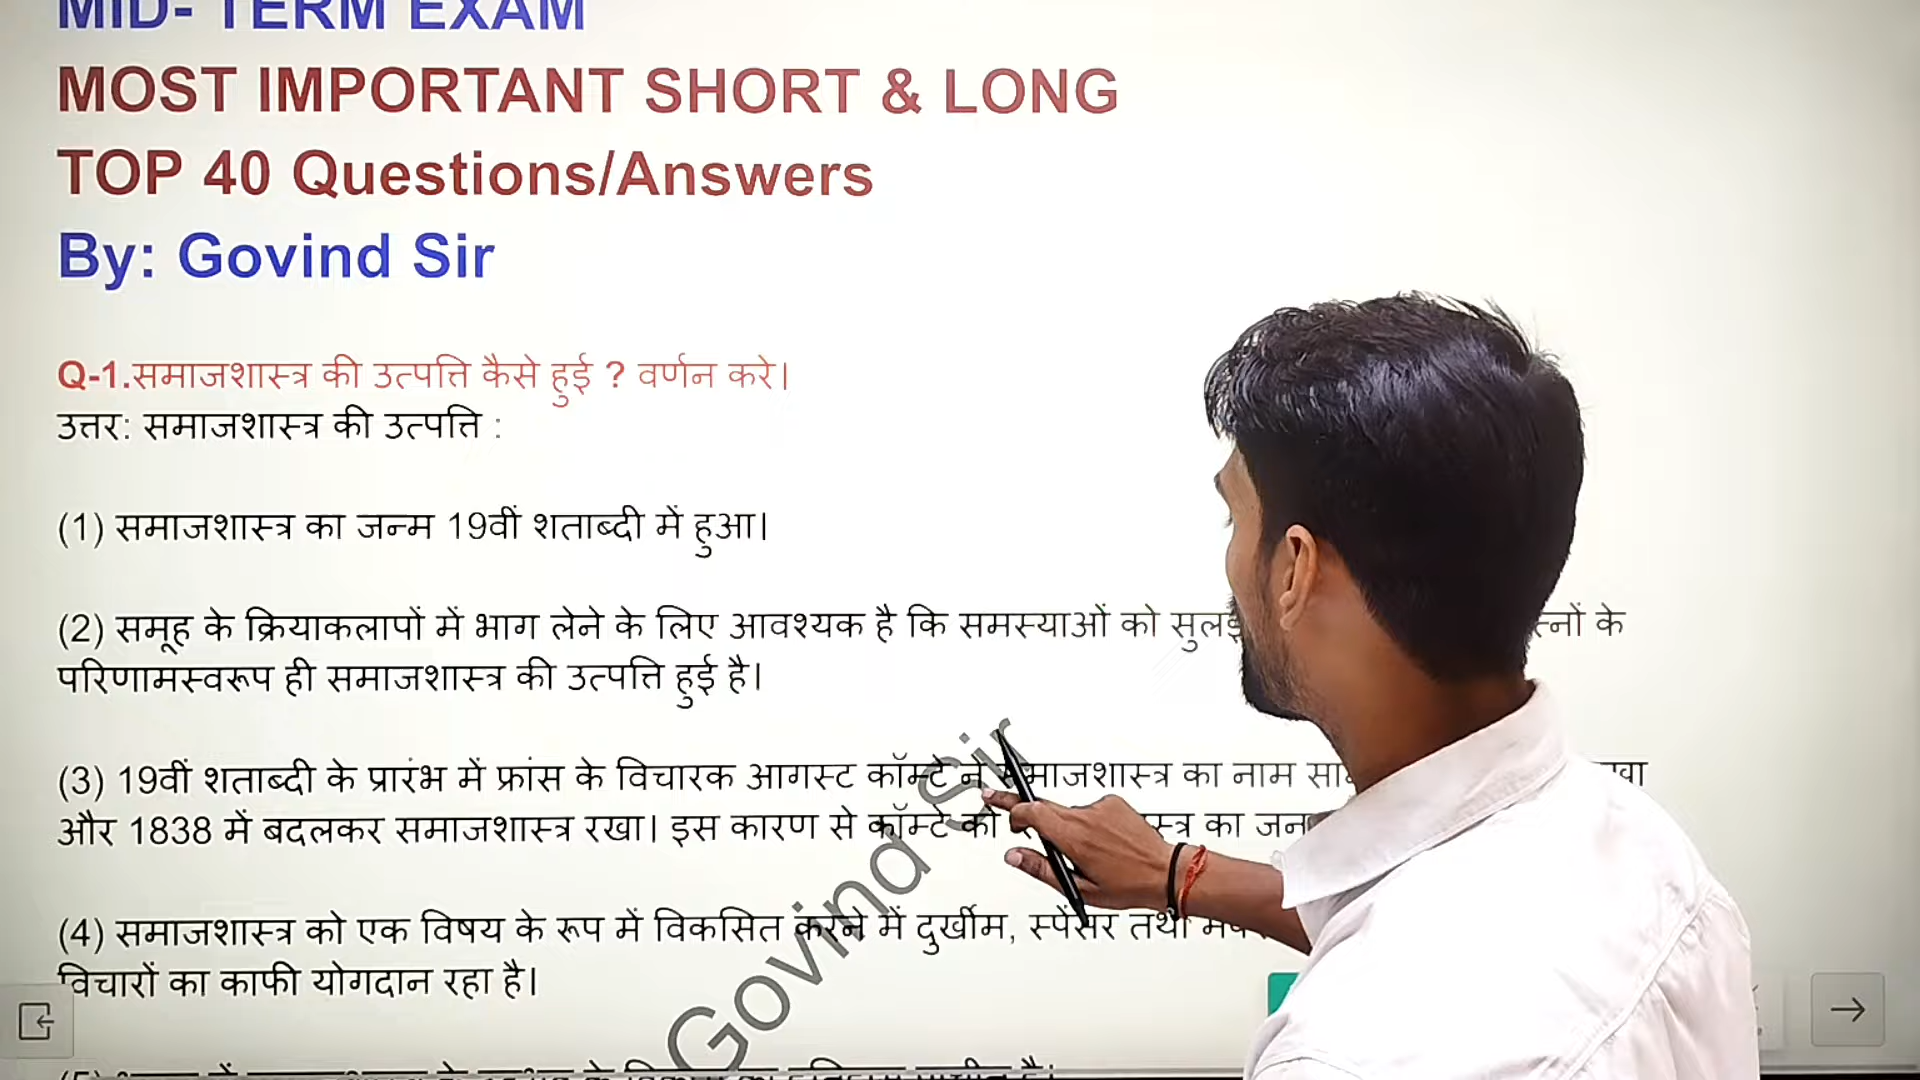 MID- TERM EXAM
MOST IMPORTANT SHORT & LONG
TOP 40 Questions/Answers
By: Govind Sir
Q-1.समाजशास्त्र की उत्पत्ति कैसे हुई ? वर्णन करे।
उत्तर: समाजशास्त्र की उत्पत्ति :
(1) समाजशास्त्र का जन्म 19वीं शताब्दी में हुआ।
(2) समूह के क्रियाकलापों में भाग लेने के लिए आवश्यक है कि समस्याओं को के
परिणामस्वरूप ही समाजशास्त्र की उत्पत्ति हुई है।
(3) 19वीं शताब्दी के प्रारंभ में फ्रांस के विचारक आगस्ट कॉम्टे ने समाजशास्त्र का नाम
और 1838 में बदलकर समाजशास्त्र रखा। इस कारण से कॉम्टे को का
(4) समाजशास्त्र को एक विषय के रूप में विकसित करने में दुर्खीम, स्पेंसर तथा
विचारों का काफी योगदान रहा है।
Govind Sir